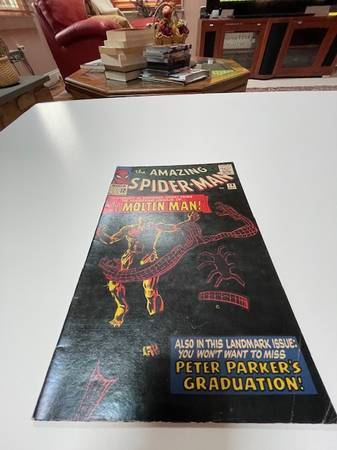 the AMAZING
SPIDER-MAN
MOLTEN MAN!
ALSO IN THIS LANDMARK ISSUE:
YOU WON'T WANT TO MISS
PETER PARKER'S
GRADUATION!